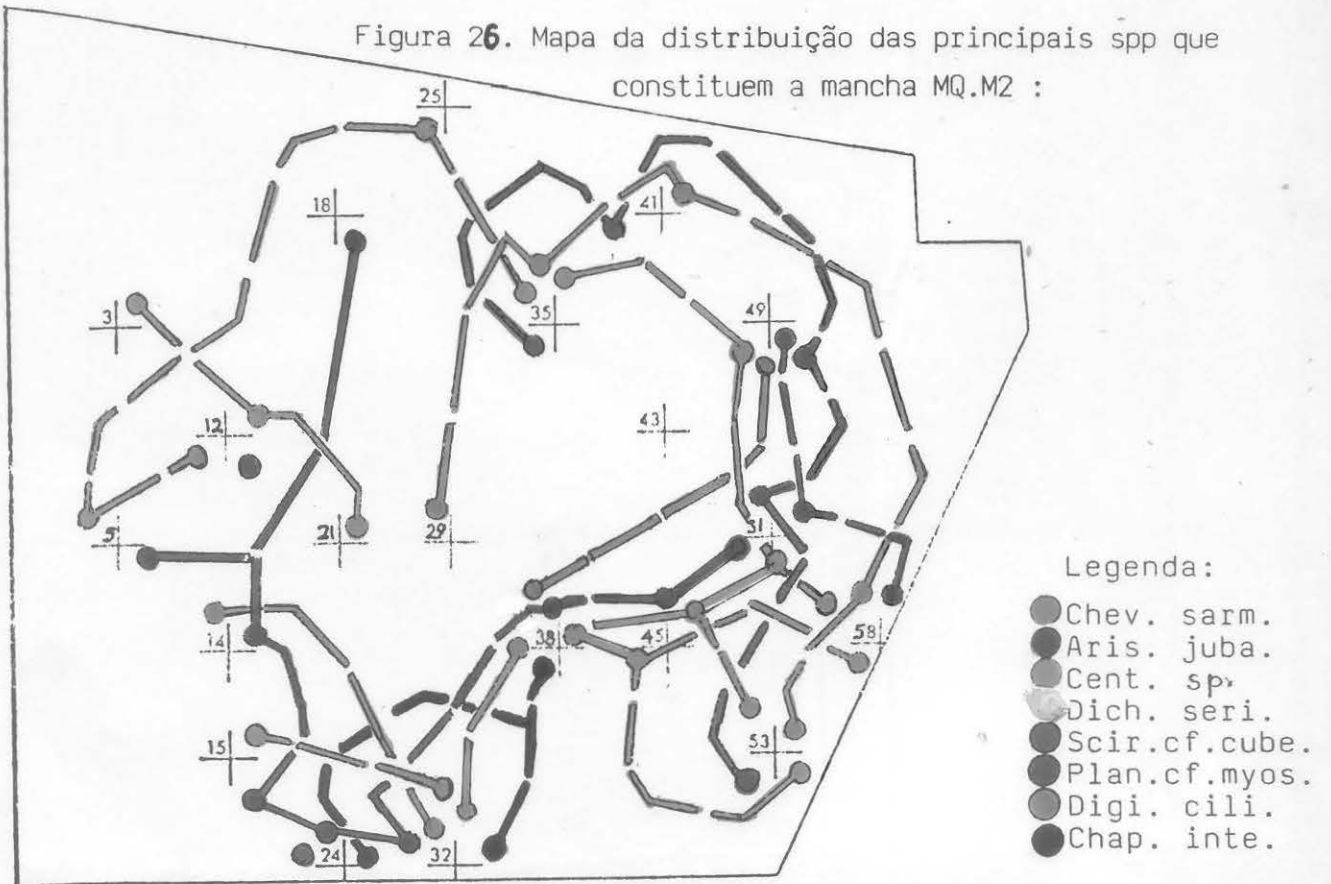 Figura 26. Mapa da distribuição das principais spp que
constituem a mancha MQ.M2 :
25
18
41
3
35
49
12
43
5
21
29
31
14
38
45
58
15
53
24
32
Legenda:
Chev. sarm.
Aris. juba.
Cent. sp.
Dich. seri.
Scir.cf.cube.
Plan.cf.myos.
Digi. cili.
Chap. inte.